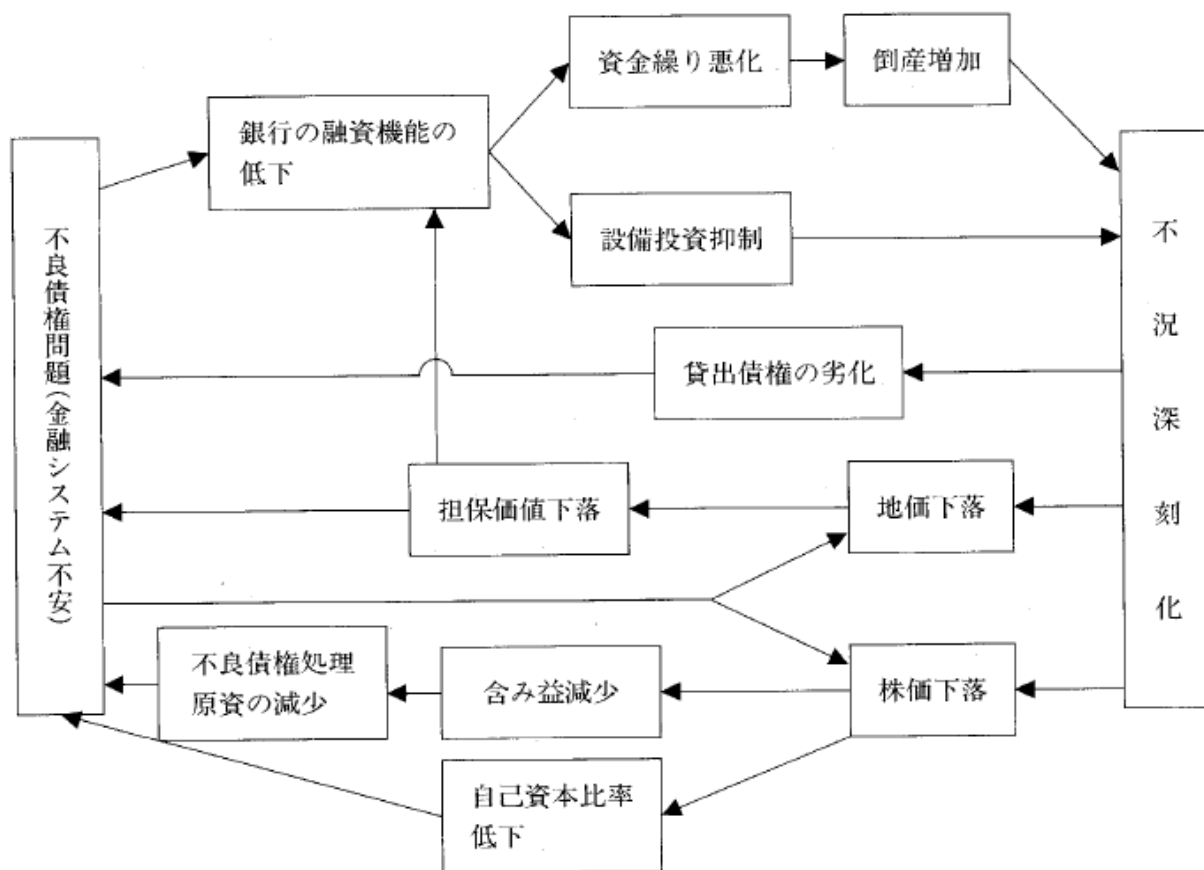 資金繰り悪化
倒産増加
銀行の融資機能の
低下
設備投資抑制
不良債権問題(金融システム不安)
不況深刻化
貸出債権の劣化
担保価値下落
地価下落
不良債権処理
原資の減少
含み益減少
株価下落
自己資本比率
低下